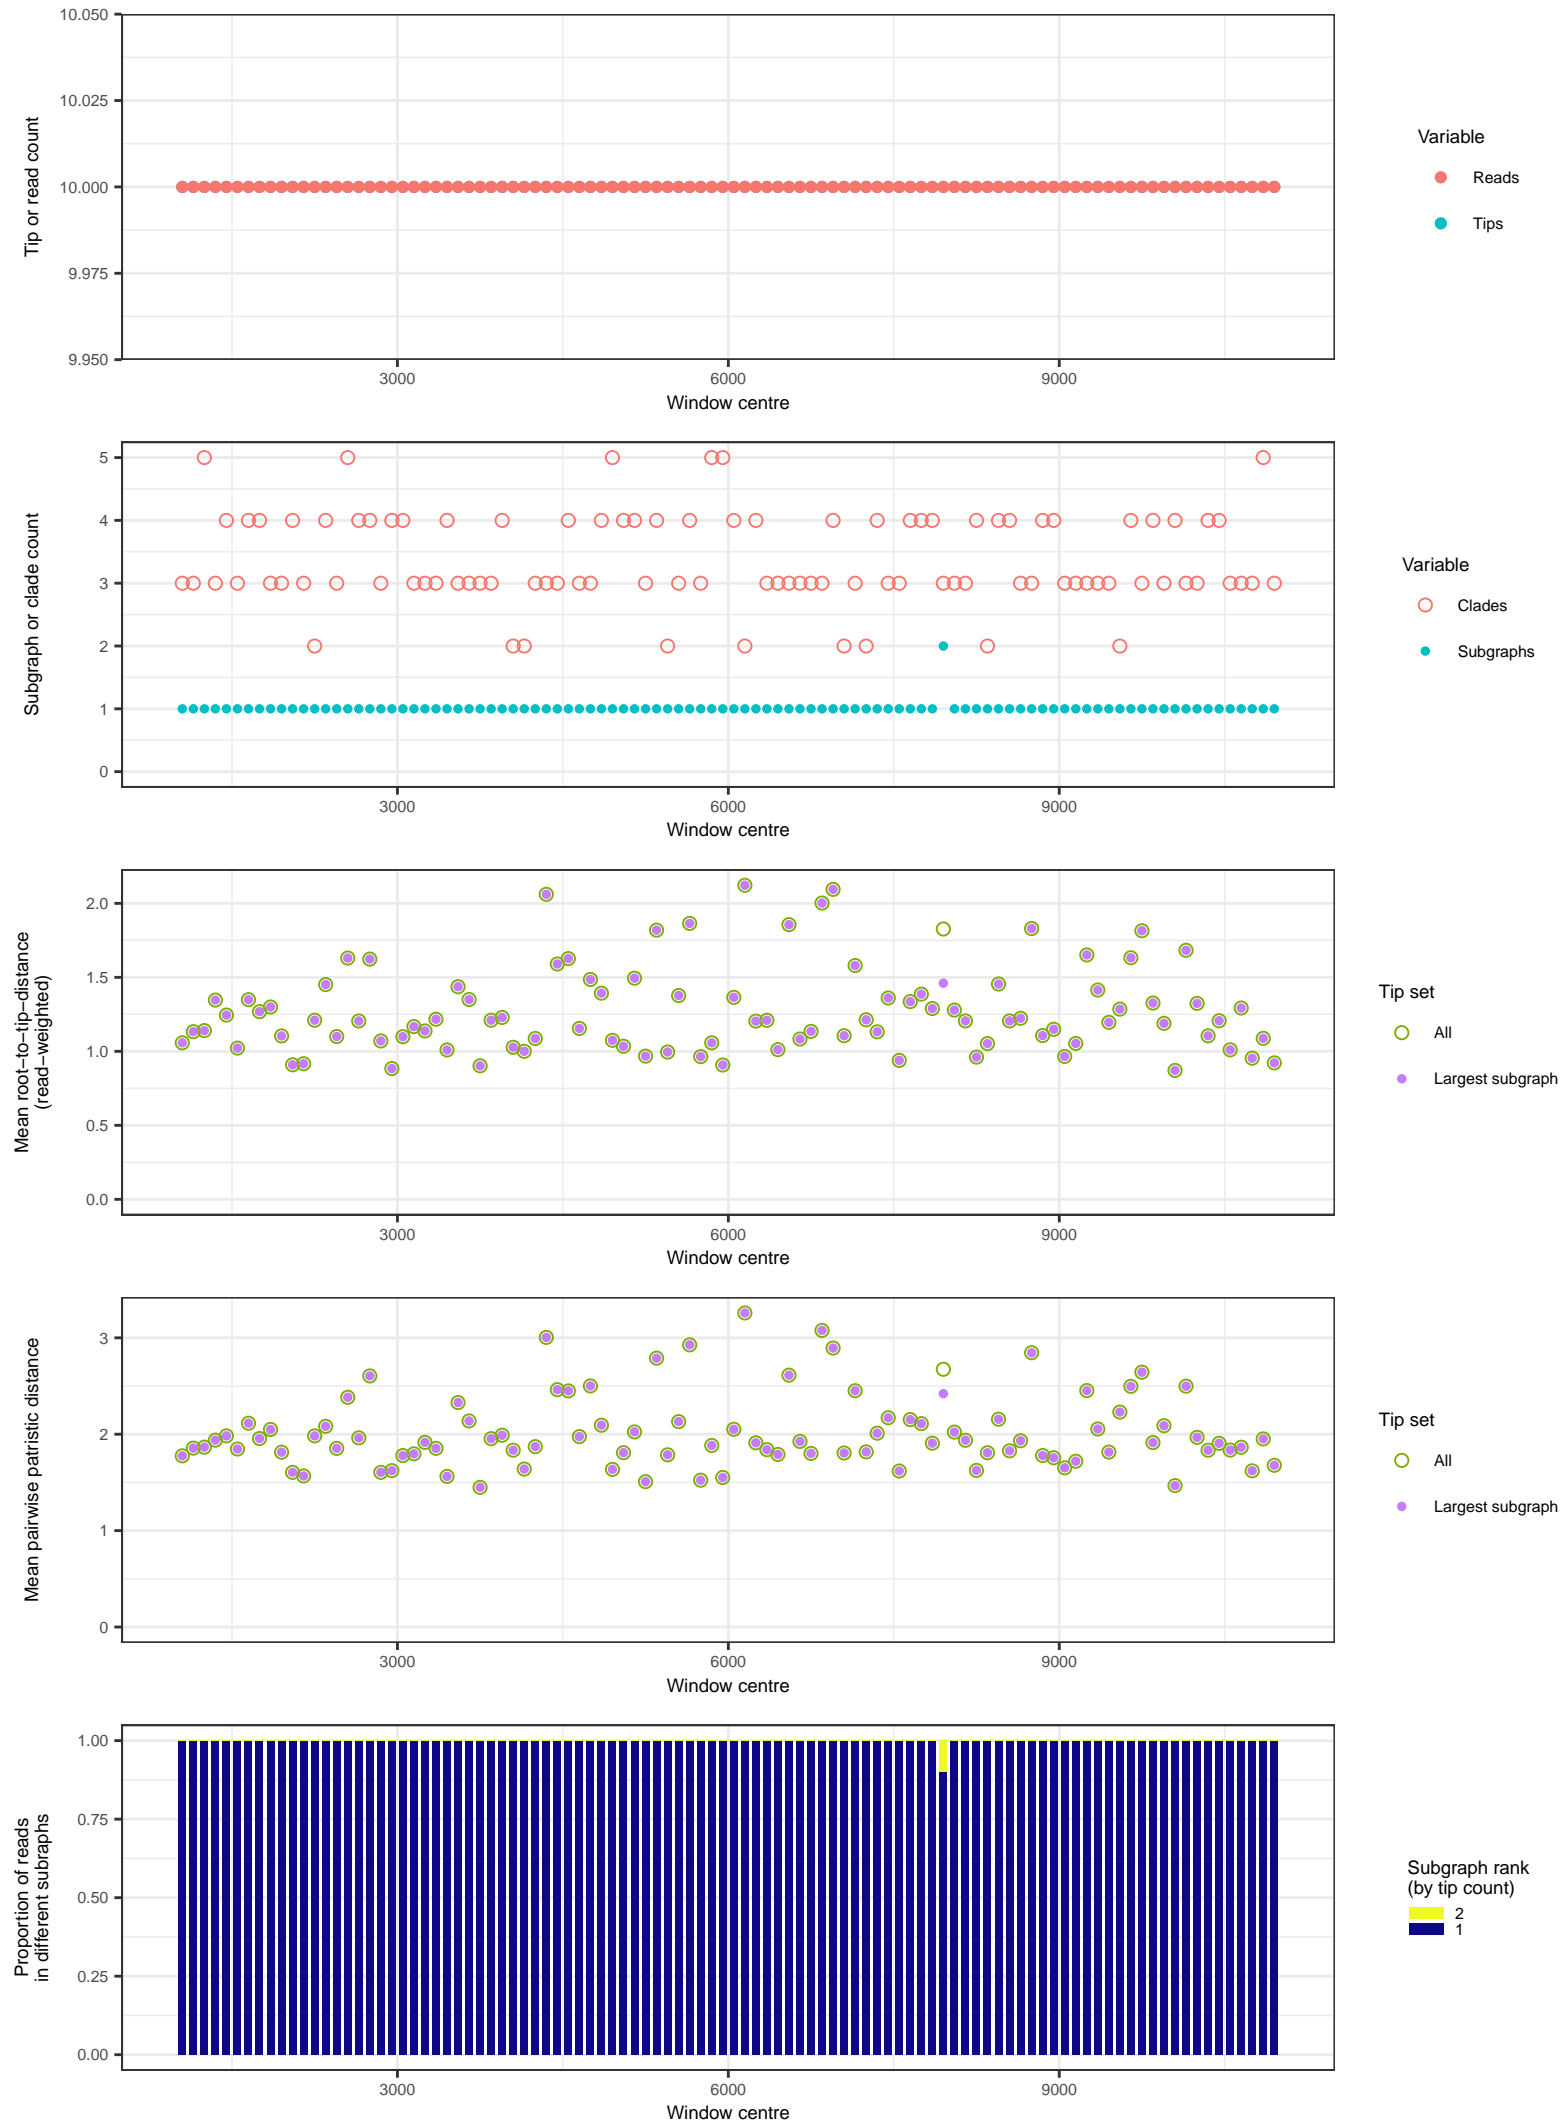 10.050
10.025
10.000
9.975
9.950
Tip or read count
3000 6000 9000
Window centre
Variable
Reads
Tips
5
4
3
2
1
0
Subgraph or clade count
3000 6000 9000
Window centre
Variable
Clades
Subgraphs
2.0
1.5
1.0
0.5
0.0
Mean root−to−tip−distance
(read−weighted)
3000 6000 9000
Window centre
Tip set
All
Largest subgraph
3
2
1
0
Mean pairwise patristic distance
3000 6000 9000
Window centre
Tip set
All
Largest subgraph
1.00
0.75
0.50
0.25
0.00
Proportion of reads
in different subraphs
3000 6000 9000
Window centre
Subgraph rank
(by tip count)
2
1